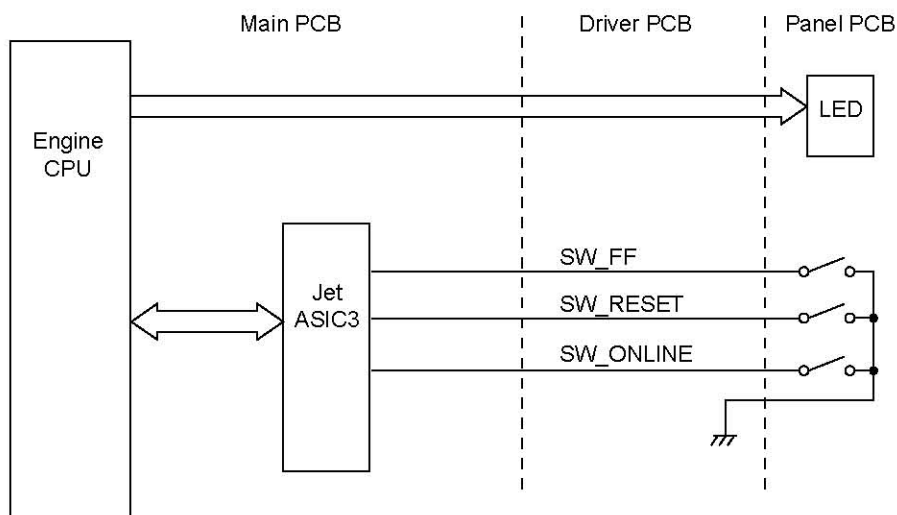 Main PCB
Driver PCB
Panel PCB
Engine
CPU
LED
Jet
ASIC3
SW_FF
SW_RESET
SW_ONLINE